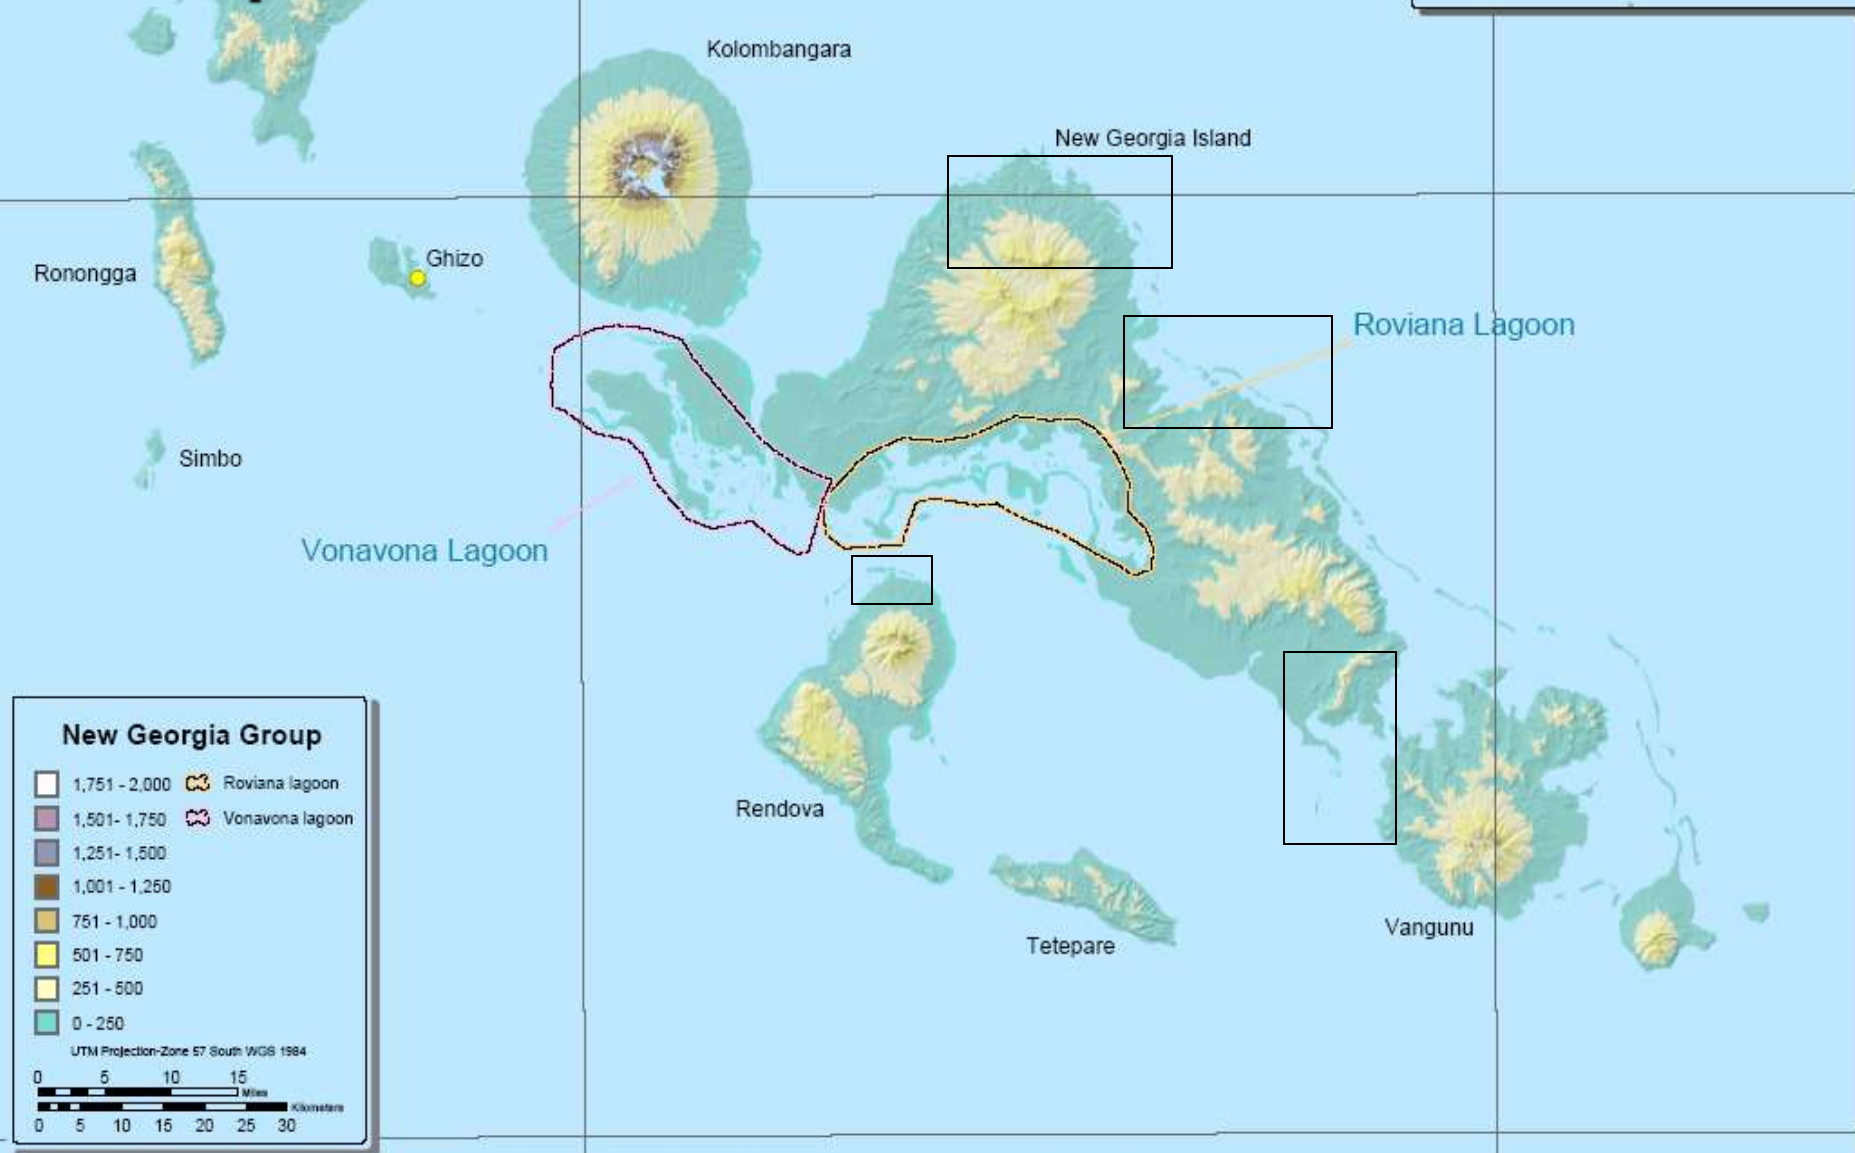 Kolombangara
New Georgia Island
Ronongga
Ghizo
Roviana Lagoon
Simbo
Vonavona Lagoon
Rendova
Tetepare
Vangunu
New Georgia Group
1,751 - 2,000
Roviana lagoon
1,501- 1,750
Vonavona lagoon
1,251- 1,500
1,001 - 1,250
751 - 1,000
501 - 750
251 - 500
0 - 250
UTM Projection-Zone 57 South WGS 1984
0 5 10 15
Miles
Kilometers
0 5 10 15 20 25 30